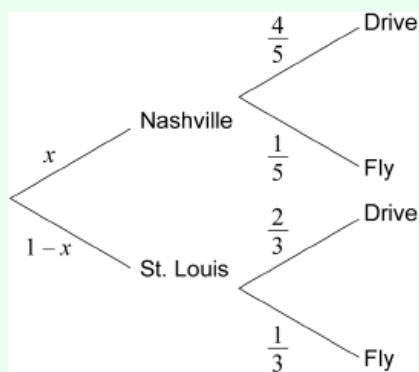 4/5
Drive
Nashville
x
1/5
Fly
2/3
Drive
1 – x
St. Louis
1/3
Fly